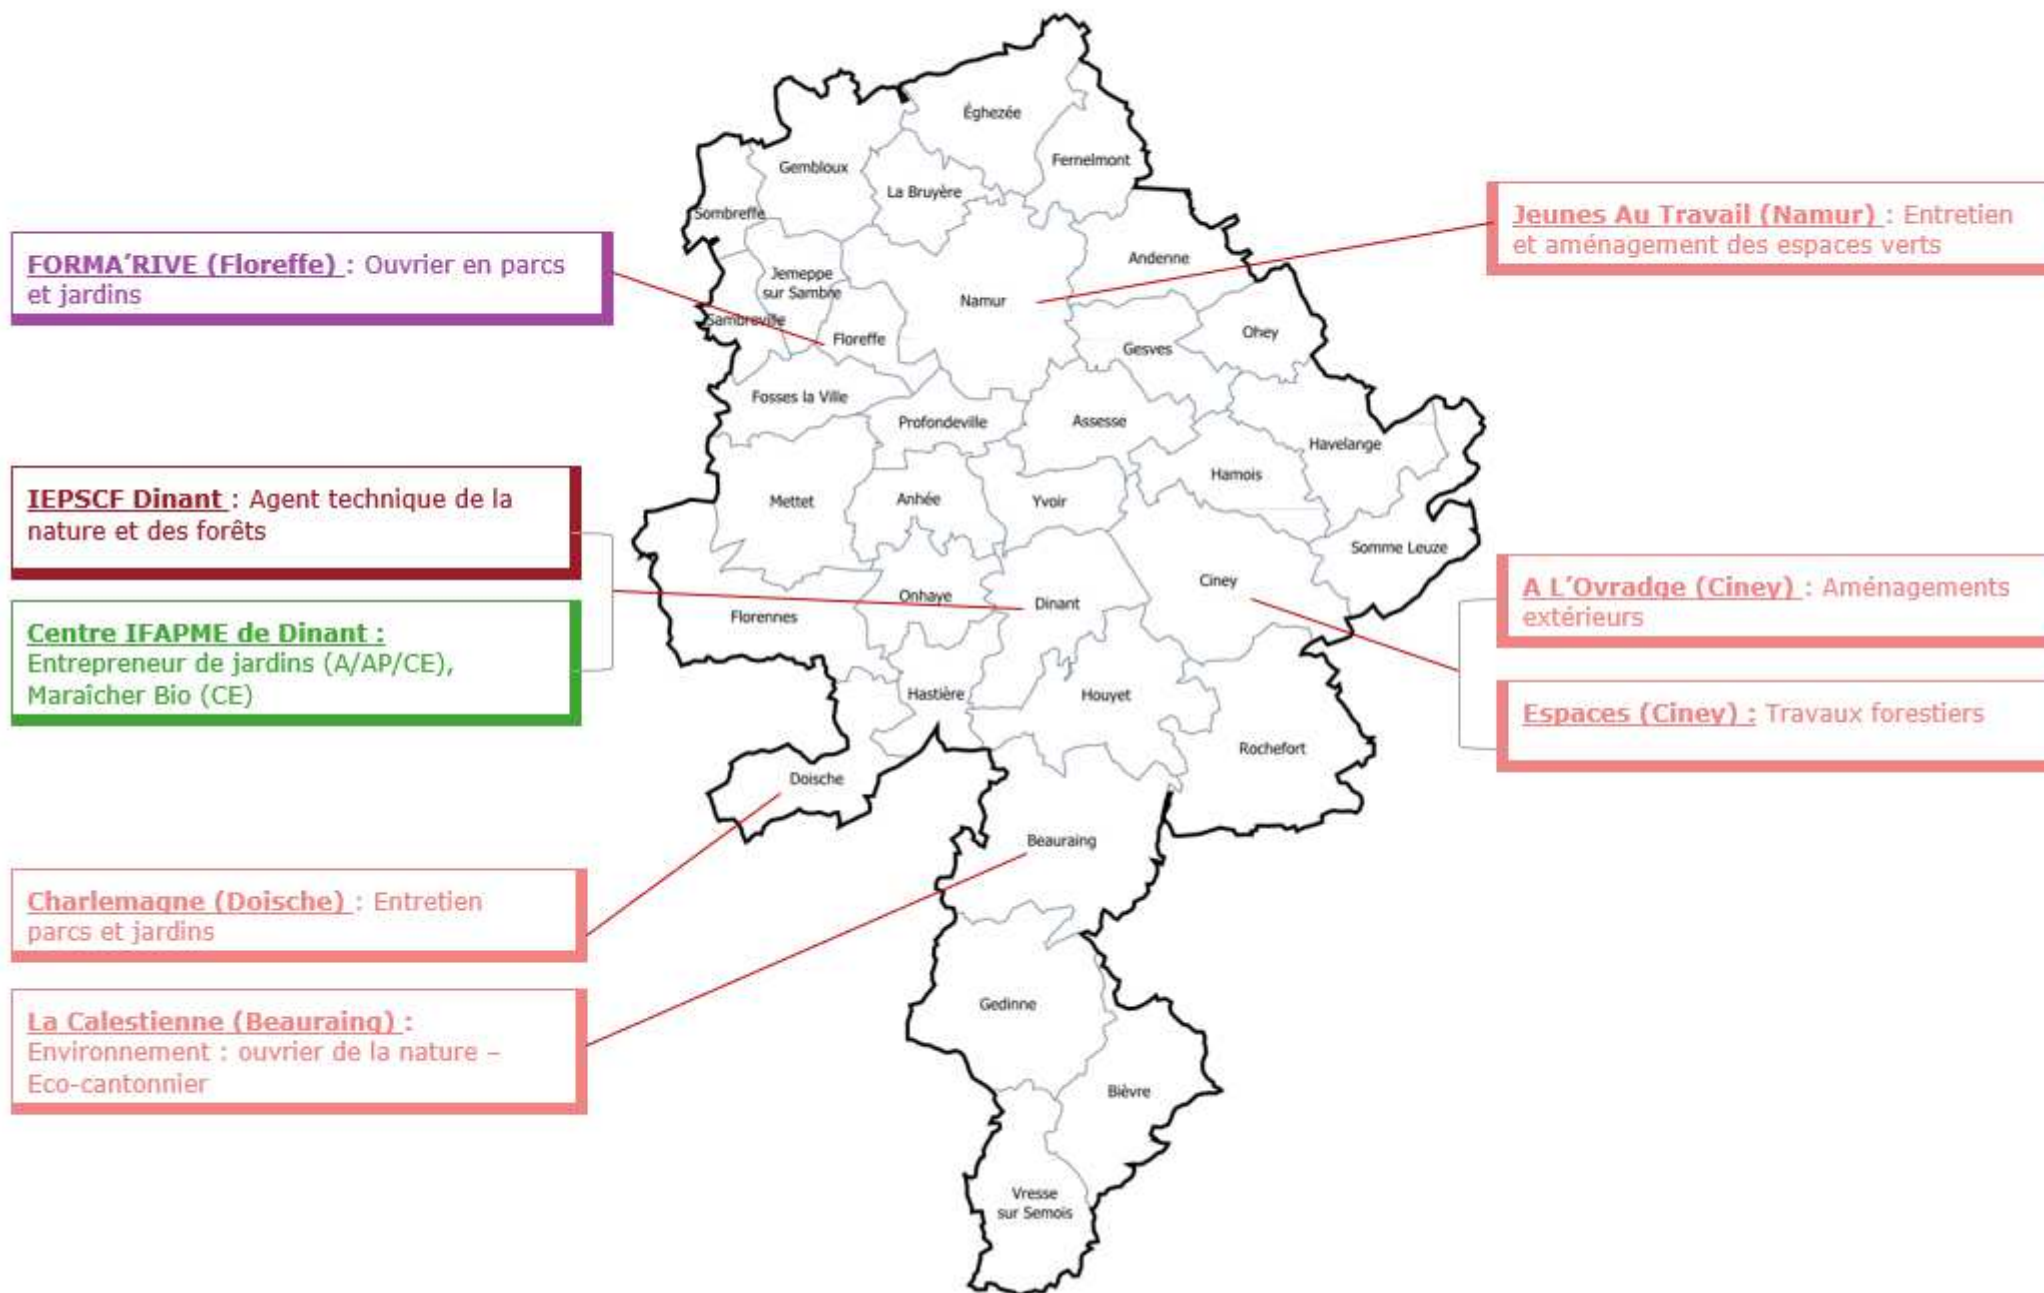 Éghezée
Gembloux
Fernelmont
La Bruyère
Sombreffe
Jeunes Au Travail (Namur) : Entretien
et aménagement des espaces verts
FORMA’RIVE (Floreffe) : Ouvrier en parcs
et jardins
Andenne
Jemeppe
sur Sambre
Namur
Sambreville
Floreffe
Gesves
Ohey
Fosses la Ville
Profondeville
Assesse
Havelange
Hamois
IEPSCF Dinant : Agent technique de la
nature et des forêts
Mettet
Anhée
Yvoir
Somme Leuze
Ciney
Onhaye
Dinant
Florennes
A L’Ovradge (Ciney) : Aménagements
extérieurs
Centre IFAPME de Dinant :
Entrepreneur de jardins (A/AP/CE),
Maraîcher Bio (CE)
Hastière
Houyet
Espaces (Ciney) : Travaux forestiers
Rochefort
Doische
Beauraing
Charlemagne (Doische) : Entretien
parcs et jardins
La Calestienne (Beauraing) :
Environnement : ouvrier de la nature –
Eco-cantonnier
Gedinne
Bièvre
Vresse
sur Semois